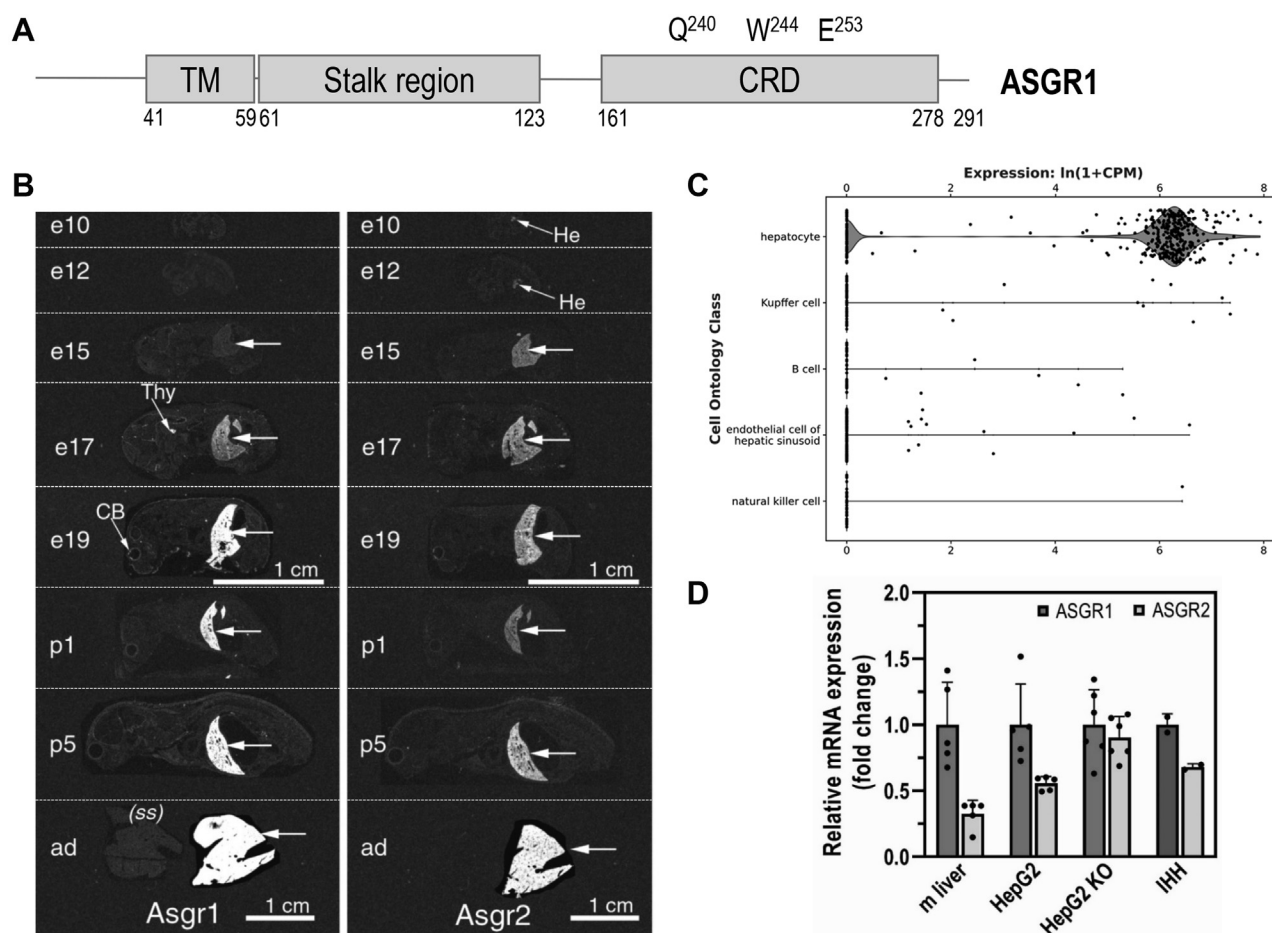 A
Q²⁴⁰ W²⁴⁴ E²⁵³
TM Stalk region CRD ASGR1
41 59 61 123 161 278 291
B
e10
He
e12
He
e15
Thy
e17
CB
e19
1 cm
p1
p5
(ss)
ad
Asgr1 1 cm
e10
He
e12
He
e15
e17
e19
1 cm
p1
p5
ad
Asgr2 1 cm
C
Expression: ln(1+CPM)
0 2 4 6 8
Cell Ontology Class
hepatocyte
Kupffer cell
B cell
endothelial cell of
hepatic sinusoid
natural killer cell
0 2 4 6 8
D
Relative mRNA expression
(fold change)
2.0
1.5
1.0
0.5
0.0
ASGR1 ASGR2
m liver
HepG2
HepG2 KO
IHH